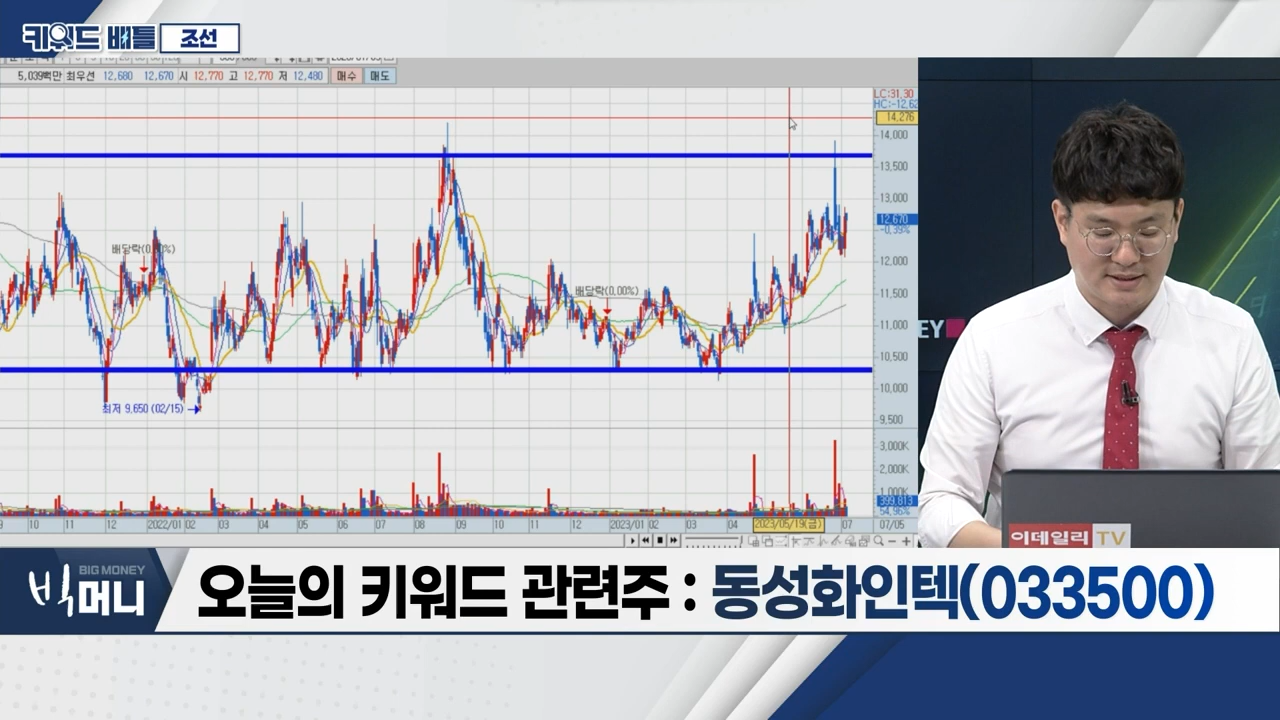 키워드 배틀 조선
5,039백만 최우선 12,680 12,670 시 12,770 고 12,770 저 12,480 매수 매도
LC:31.30
HC:-12.62
14,276
14,000
13,500
13,000
12,670
-0.39%
12,000
11,500
11,000
10,500
10,000
9,500
배당락(0.00%)
배당락(0.00%)
최저 9,650 (02/15)
3,000K
2,000K
1,000K
399,813
54.96%
10 11 12 2022/01 02 03 04 05 06 07 08 09 10 11 12 2023/01 02 03 04 2023/05/19(금) 07 07/05
EY
이데일리 TV
BIG MONEY
빅머니
오늘의 키워드 관련주 : 동성화인텍(033500)